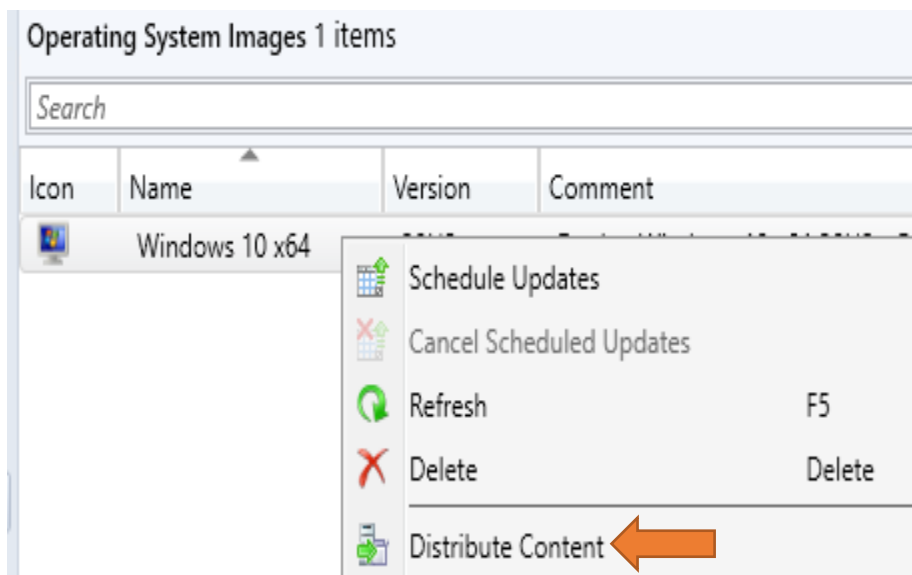 Operating System Images 1 items
Search
Icon Name Version Comment
Windows 10 x64
Schedule Updates
Cancel Scheduled Updates
Refresh F5
Delete Delete
Distribute Content